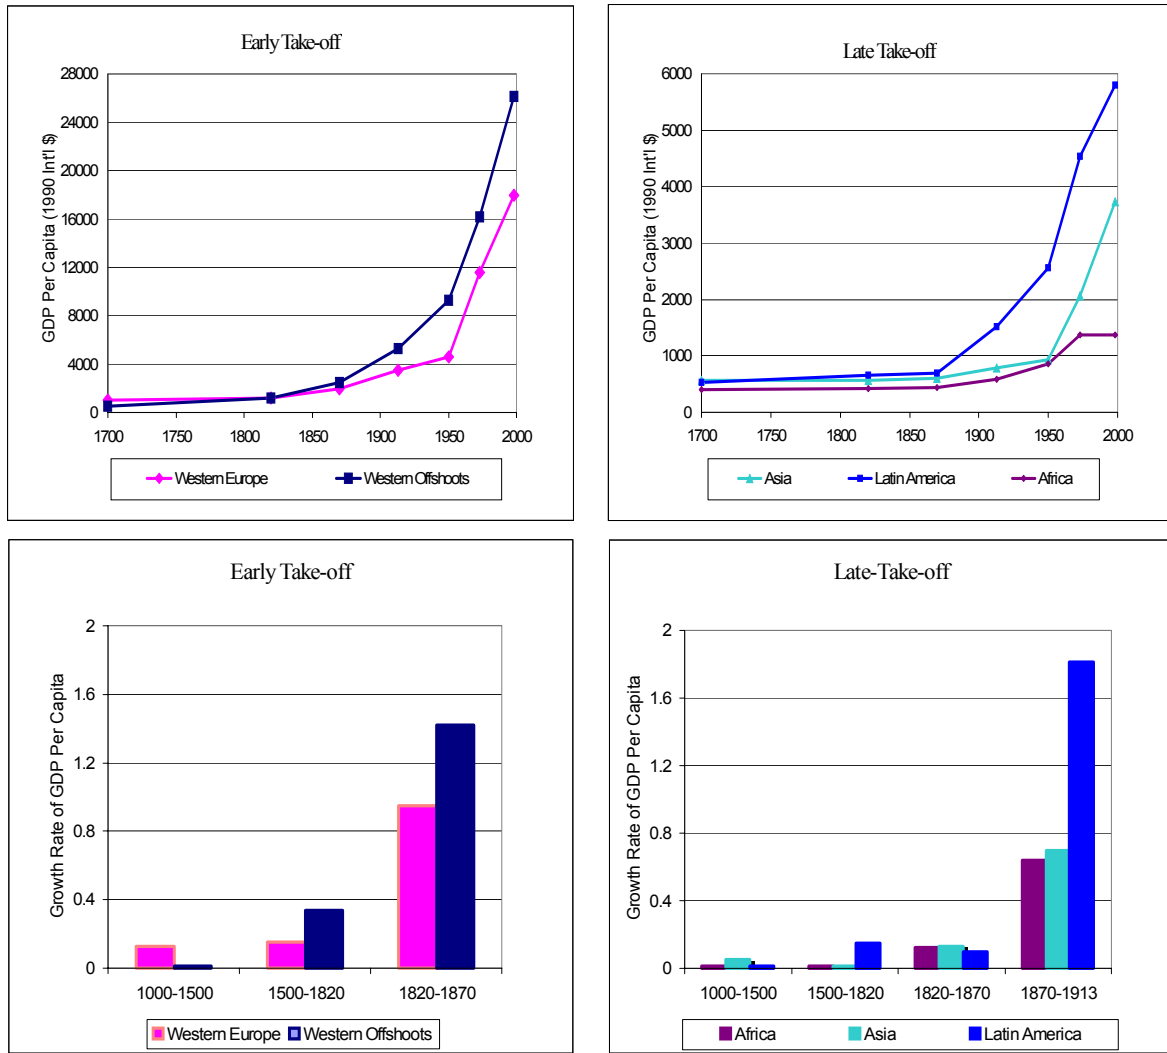 Early Take-off
GDP Per Capita (1990 Int'l $)
28000
24000
20000
16000
12000
8000
4000
0
1700 1750 1800 1850 1900 1950 2000
Western Europe Western Offshoots
Late Take-off
GDP Per Capita (1990 Int'l $)
6000
5000
4000
3000
2000
1000
0
1700 1750 1800 1850 1900 1950 2000
Asia Latin America Africa
Early Take-off
Growth Rate of GDP Per Capita
2
1.6
1.2
0.8
0.4
0
1000-1500 1500-1820 1820-1870
Western Europe Western Offshoots
Late-Take-off
Growth Rate of GDP Per Capita
2
1.6
1.2
0.8
0.4
0
1000-1500 1500-1820 1820-1870 1870-1913
Africa Asia Latin America